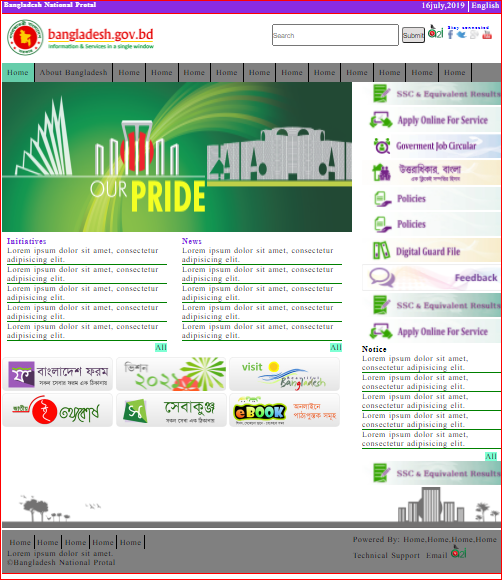 Bangladesh National Protal
16july,2019 | English
bangladesh.gov.bd
Information & Services in a single window
Search
Submit
Stay connected
Home
About Bangladesh
Home
Home
Home
Home
Home
Home
Home
Home
Home
Home
Home
OUR PRIDE
SSC & Equivalent Results
Apply Online For Service
Goverment Job Circular
উত্তরাধিকার. বাংলা
Policies
Policies
Digital Guard File
Feedback
SSC & Equivalent Results
Apply Online For Service
Initiatives
Lorem ipsum dolor sit amet, consectetur
adipisicing elit.
Lorem ipsum dolor sit amet, consectetur
adipisicing elit.
Lorem ipsum dolor sit amet, consectetur
adipisicing elit.
Lorem ipsum dolor sit amet, consectetur
adipisicing elit.
Lorem ipsum dolor sit amet, consectetur
adipisicing elit.
All
News
Lorem ipsum dolor sit amet, consectetur
adipisicing elit.
Lorem ipsum dolor sit amet, consectetur
adipisicing elit.
Lorem ipsum dolor sit amet, consectetur
adipisicing elit.
Lorem ipsum dolor sit amet, consectetur
adipisicing elit.
Lorem ipsum dolor sit amet, consectetur
adipisicing elit.
All
Notice
Lorem ipsum dolor sit amet,
consectetur adipisicing elit.
Lorem ipsum dolor sit amet,
consectetur adipisicing elit.
Lorem ipsum dolor sit amet,
consectetur adipisicing elit.
Lorem ipsum dolor sit amet,
consectetur adipisicing elit.
Lorem ipsum dolor sit amet,
consectetur adipisicing elit.
All
বাংলাদেশ ফরম
সকল সেবার ফরম এক ঠিকানায়
ভিশন
২০২১
visit
Beautiful
Bangladesh
জাতীয় ই তথ্যকোষ
সেবাকুঞ্জ
সকল সেবা এক ঠিকানায়
eBOOK
অনলাইনে
পাঠ্যপুস্তক সমূহ
SSC & Equivalent Results
Home
Home
Home
Home
Home
Lorem ipsum dolor sit amet.
©Bangladesh National Protal
Powered By: Home,Home,Home,Home
Technical Support Email a2i